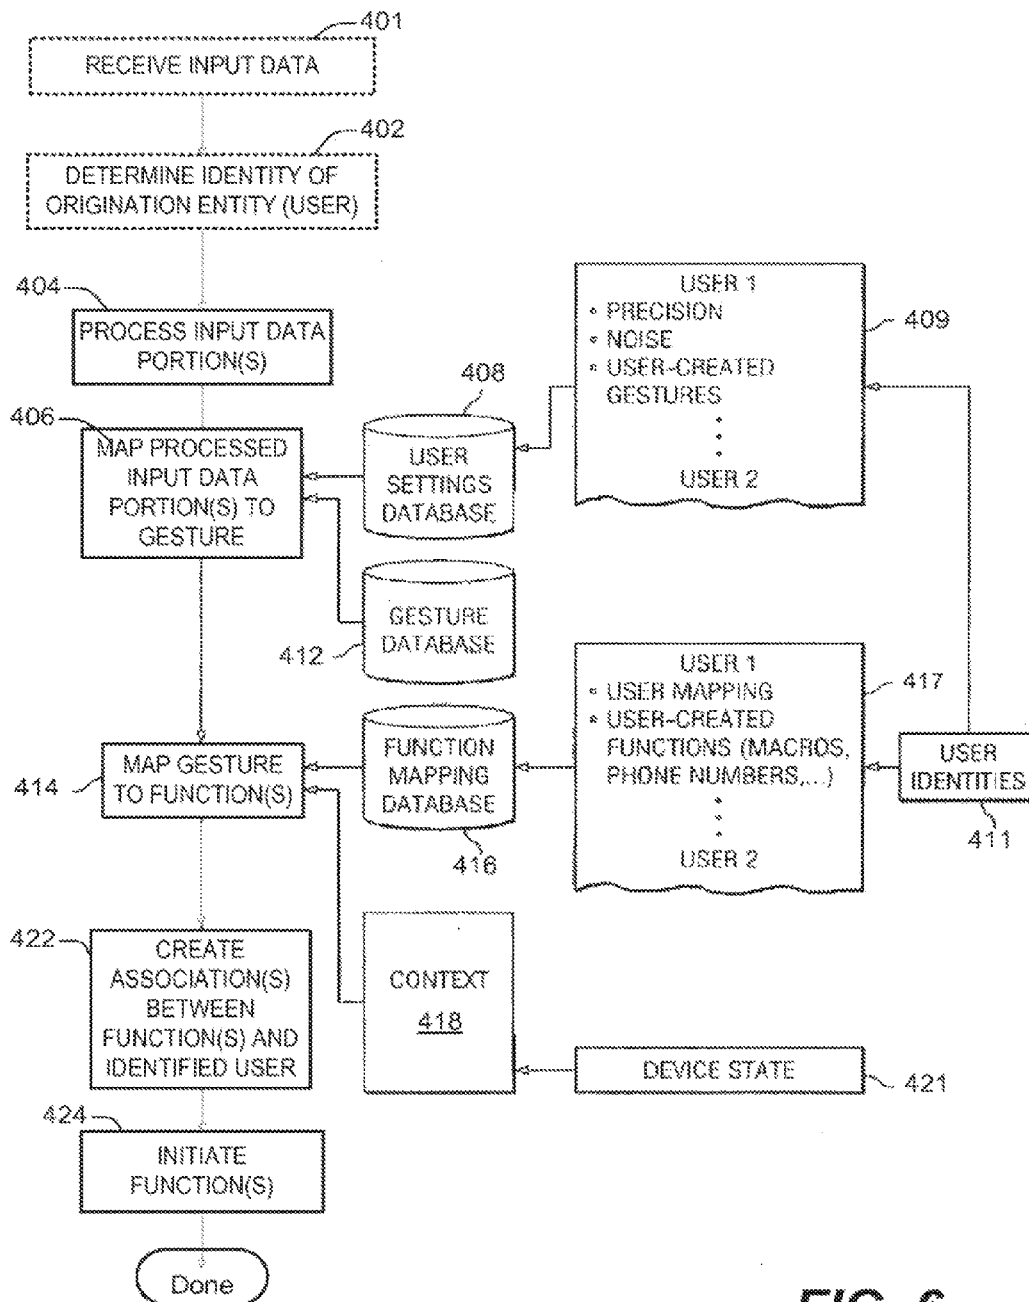 401
RECEIVE INPUT DATA
402
DETERMINE IDENTITY OF
ORIGINATION ENTITY (USER)
404
PROCESS INPUT DATA
PORTION(S)
406
MAP PROCESSED
INPUT DATA
PORTION(S) TO
GESTURE
408
USER
SETTINGS
DATABASE
USER 1
• PRECISION
• NOISE
• USER-CREATED
GESTURES
USER 2
409
412
GESTURE
DATABASE
414
MAP GESTURE
TO FUNCTION(S)
FUNCTION
MAPPING
DATABASE
416
USER 1
• USER MAPPING
• USER-CREATED
FUNCTIONS (MACROS,
PHONE NUMBERS,...)
USER 2
417
USER
IDENTITIES
411
422
CREATE
ASSOCIATION(S)
BETWEEN
FUNCTION(S) AND
IDENTIFIED USER
CONTEXT
418
DEVICE STATE
421
424
INITIATE
FUNCTION(S)
Done
FIG. 6